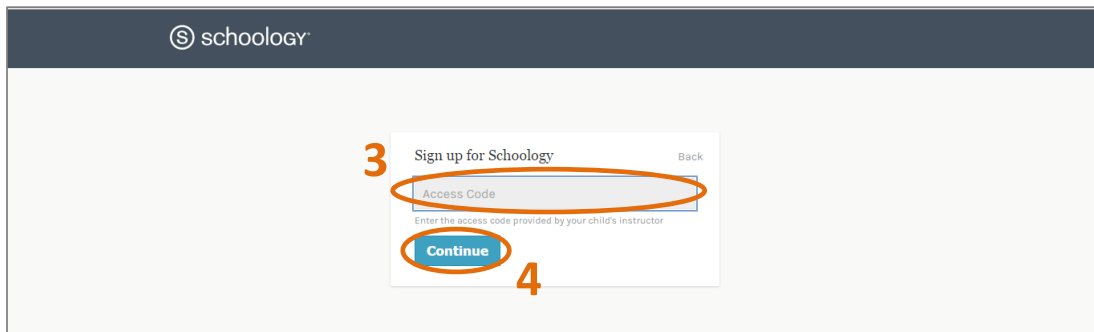 S schoology
3
Sign up for Schoology Back
Access Code
Enter the access code provided by your child's instructor
Continue
4